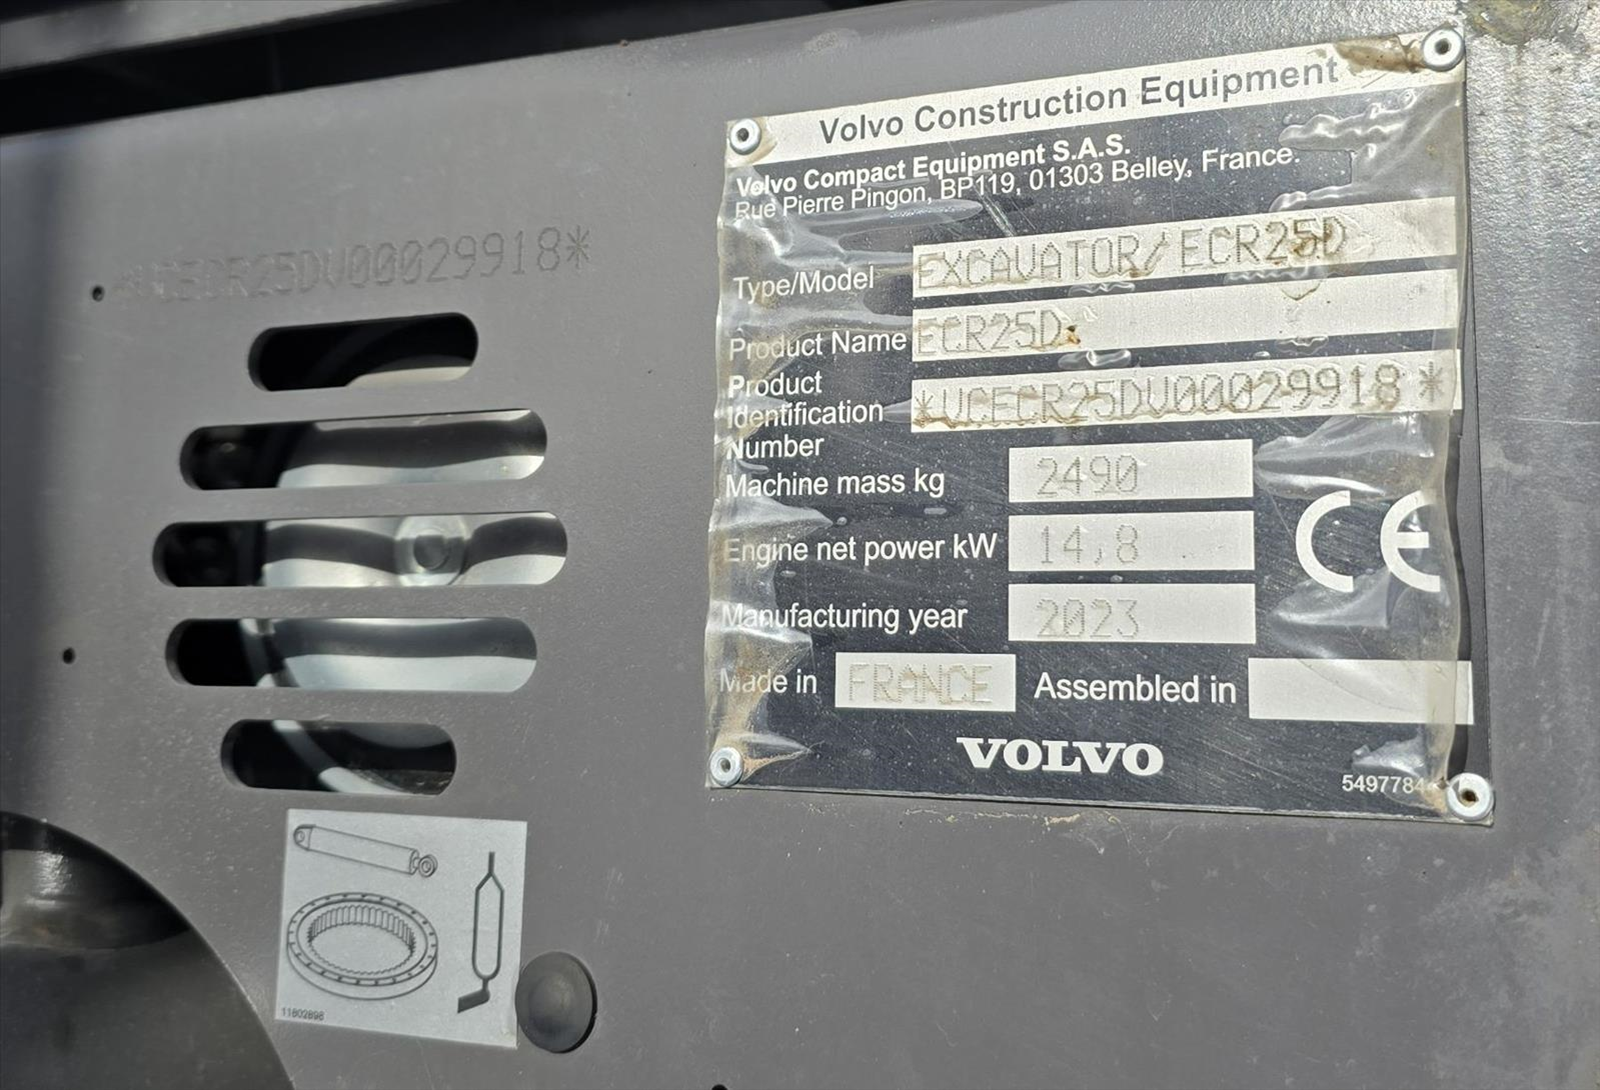 *VCECR25DV00029918*
Volvo Construction Equipment
Volvo Compact Equipment S.A.S.
Rue Pierre Pingon, BP119, 01303 Belley, France.
Type/Model EXCAVATOR/ECR25D
Product Name ECR25D
Product
Identification
Number *VCECR25DV00029918*
Machine mass kg 2490
Engine net power kW 14,8
CE
Manufacturing year 2023
Made in FRANCE Assembled in
VOLVO
11802898